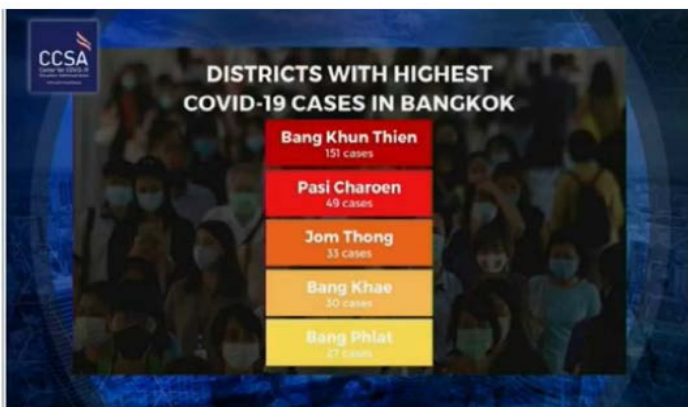 CCSA
DISTRICTS WITH HIGHEST
COVID-19 CASES IN BANGKOK
Bang Khun Thien
151 cases
Pasi Charoen
49 cases
Jom Thong
33 cases
Bang Khae
30 cases
Bang Phlat
27 cases